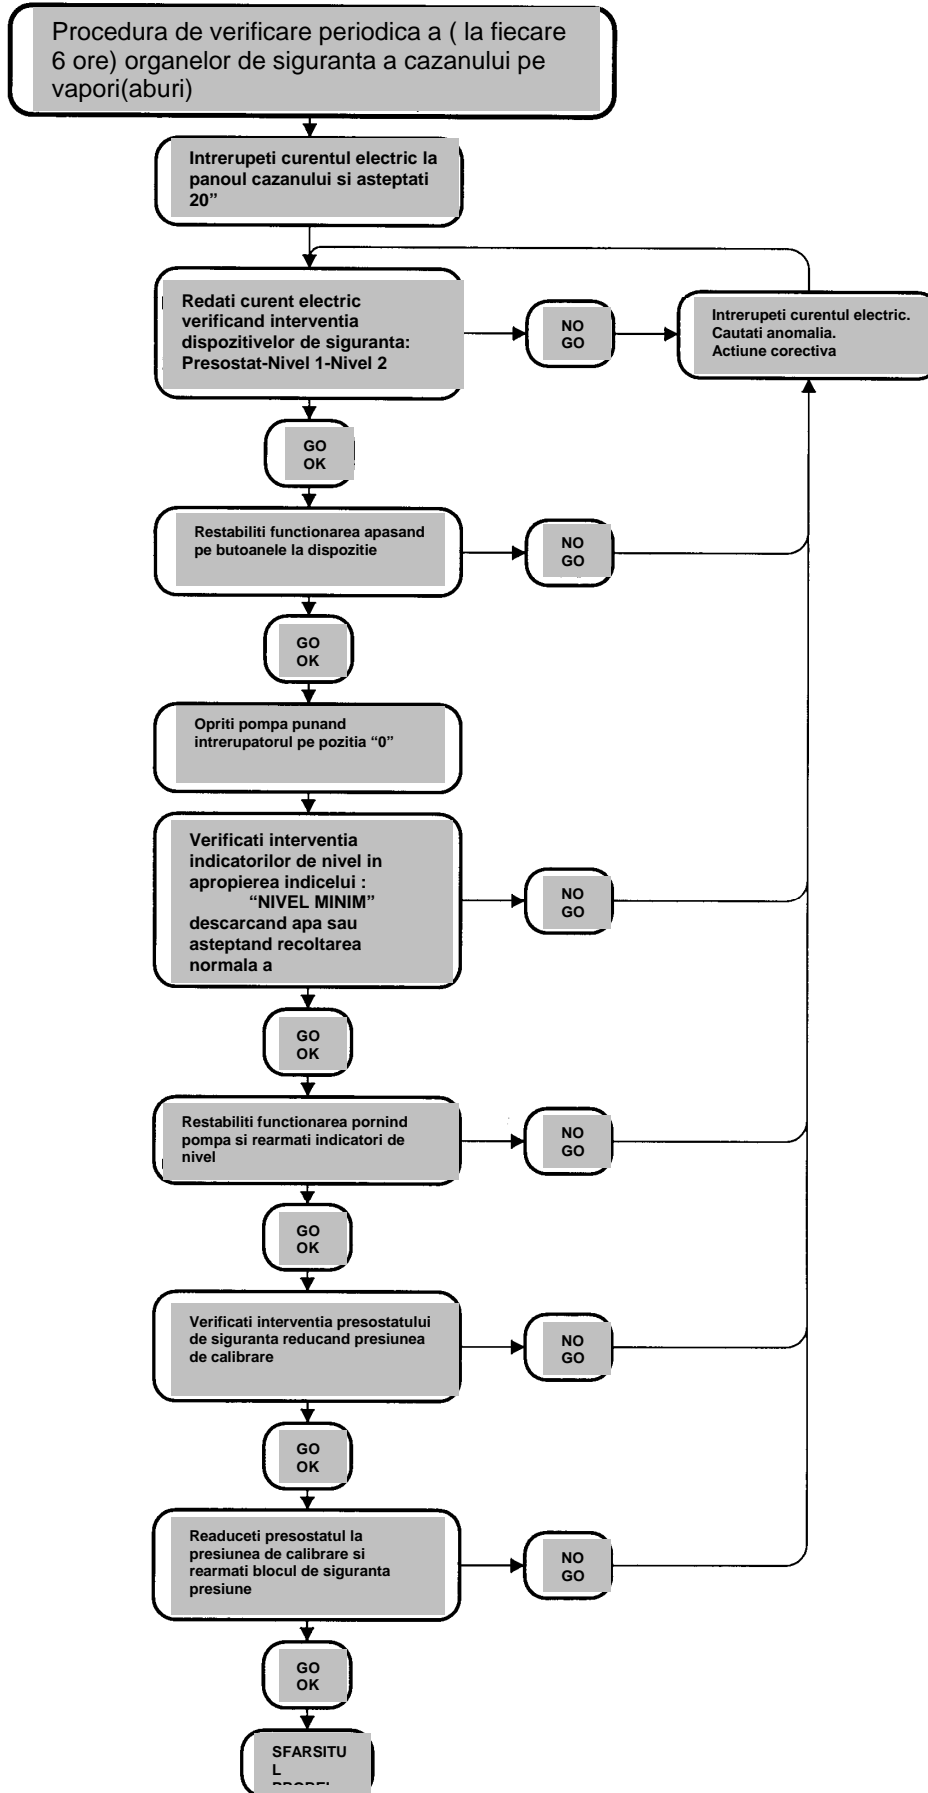 Procedura de verificare periodica a ( la fiecare
6 ore) organelor de siguranta a cazanului pe
vapori(aburi)
Intrerupeti curentul electric la
panoul cazanului si asteptati
20”
Redati curent electric
verificand interventia
dispozitivelor de siguranta:
Presostat-Nivel 1-Nivel 2
NO
GO
Intrerupeti curentul electric.
Cautati anomalia.
Actiune corectiva
GO
OK
Restabiliti functionarea apasand
pe butoanele la dispozitie
NO
GO
GO
OK
Opriti pompa punand
intrerupatorul pe pozitia “0”
Verificati interventia
indicatorilor de nivel in
apropierea indicelui :
“NIVEL MINIM”
descarcand apa sau
asteptand recoltarea
normala a
NO
GO
GO
OK
Restabiliti functionarea pornind
pompa si rearmati indicatori de
nivel
NO
GO
GO
OK
Verificati interventia presostatului
de siguranta reducand presiunea
de calibrare
NO
GO
GO
OK
Readuceti presostatul la
presiunea de calibrare si
rearmati blocul de siguranta
presiune
NO
GO
GO
OK
SFARSITU
L